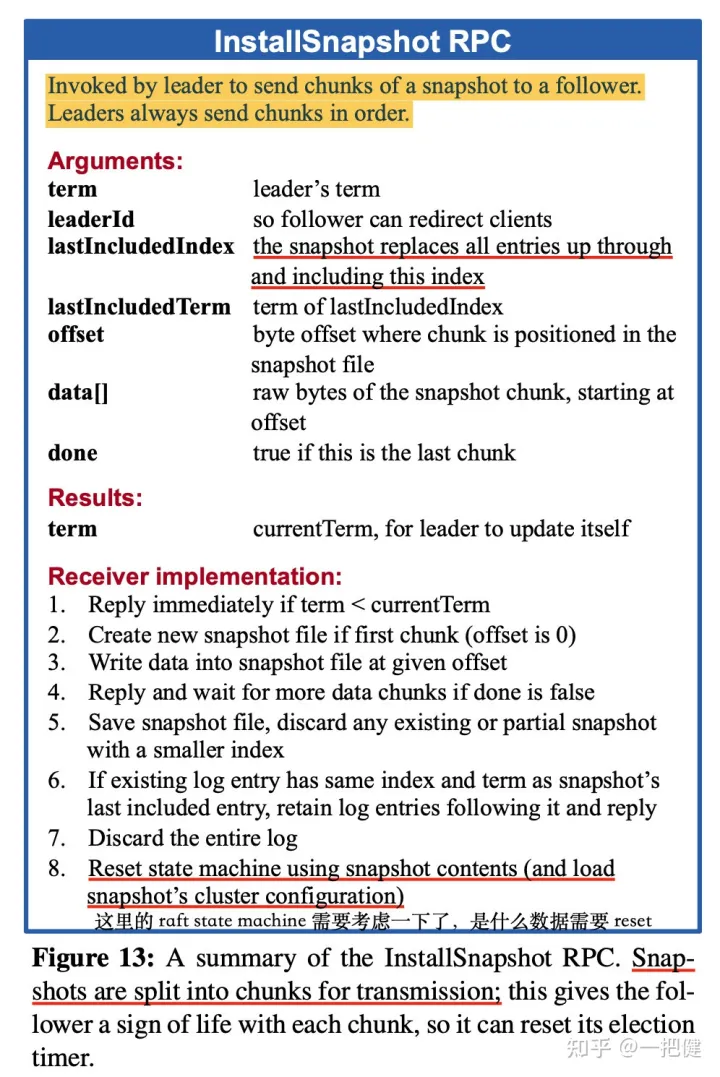 InstallSnapshot RPC
Invoked by leader to send chunks of a snapshot to a follower.
Leaders always send chunks in order.
Arguments:
term leader's term
leaderId so follower can redirect clients
lastIncludedIndex the snapshot replaces all entries up through
and including this index
lastIncludedTerm term of lastIncludedIndex
offset byte offset where chunk is positioned in the
snapshot file
data[] raw bytes of the snapshot chunk, starting at
offset
done true if this is the last chunk
Results:
term currentTerm, for leader to update itself
Receiver implementation:
1. Reply immediately if term < currentTerm
2. Create new snapshot file if first chunk (offset is 0)
3. Write data into snapshot file at given offset
4. Reply and wait for more data chunks if done is false
5. Save snapshot file, discard any existing or partial snapshot
with a smaller index
6. If existing log entry has same index and term as snapshot's
last included entry, retain log entries following it and reply
7. Discard the entire log
8. Reset state machine using snapshot contents (and load
snapshot's cluster configuration)
这里的 raft state machine 需要考虑一下了，是什么数据需要 reset
Figure 13: A summary of the InstallSnapshot RPC. Snap-
shots are split into chunks for transmission; this gives the fol-
lower a sign of life with each chunk, so it can reset its election
timer.
知乎 @一把健